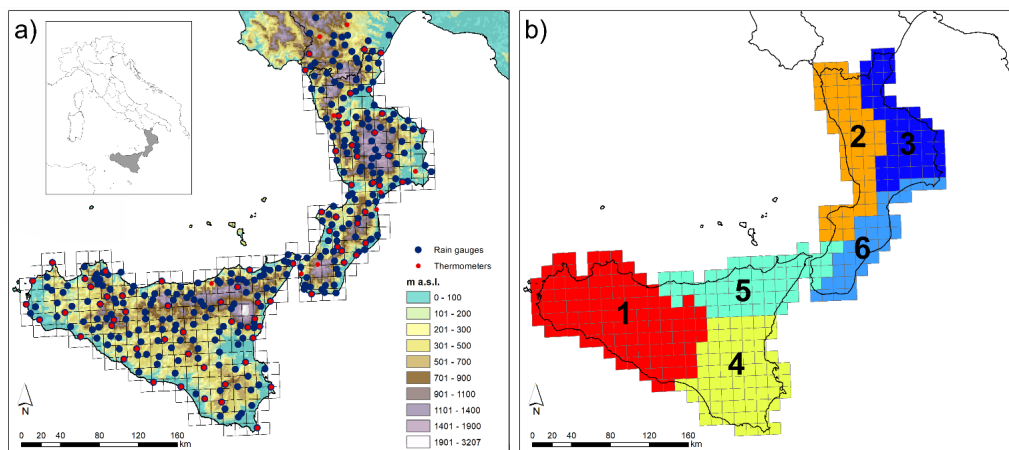 a)
Rain gauges
Thermometers
m a.s.l.
0 - 100
101 - 200
201 - 300
301 - 500
501 - 700
701 - 900
901 - 1100
1101 - 1400
1401 - 1900
1901 - 3207
N
0 20 40 80 120 160
km
b)
2
3
6
5
1
4
N
0 20 40 80 120 160
km